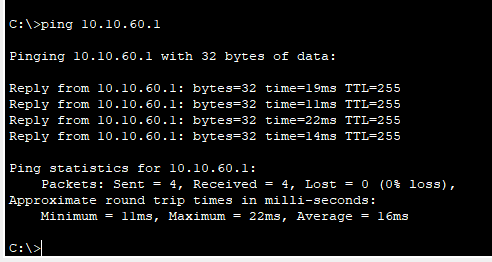 C:\>ping 10.10.60.1
Pinging 10.10.60.1 with 32 bytes of data:
Reply from 10.10.60.1: bytes=32 time=19ms TTL=255
Reply from 10.10.60.1: bytes=32 time=11ms TTL=255
Reply from 10.10.60.1: bytes=32 time=22ms TTL=255
Reply from 10.10.60.1: bytes=32 time=14ms TTL=255
Ping statistics for 10.10.60.1:
    Packets: Sent = 4, Received = 4, Lost = 0 (0% loss),
Approximate round trip times in milli-seconds:
    Minimum = 11ms, Maximum = 22ms, Average = 16ms
C:\>